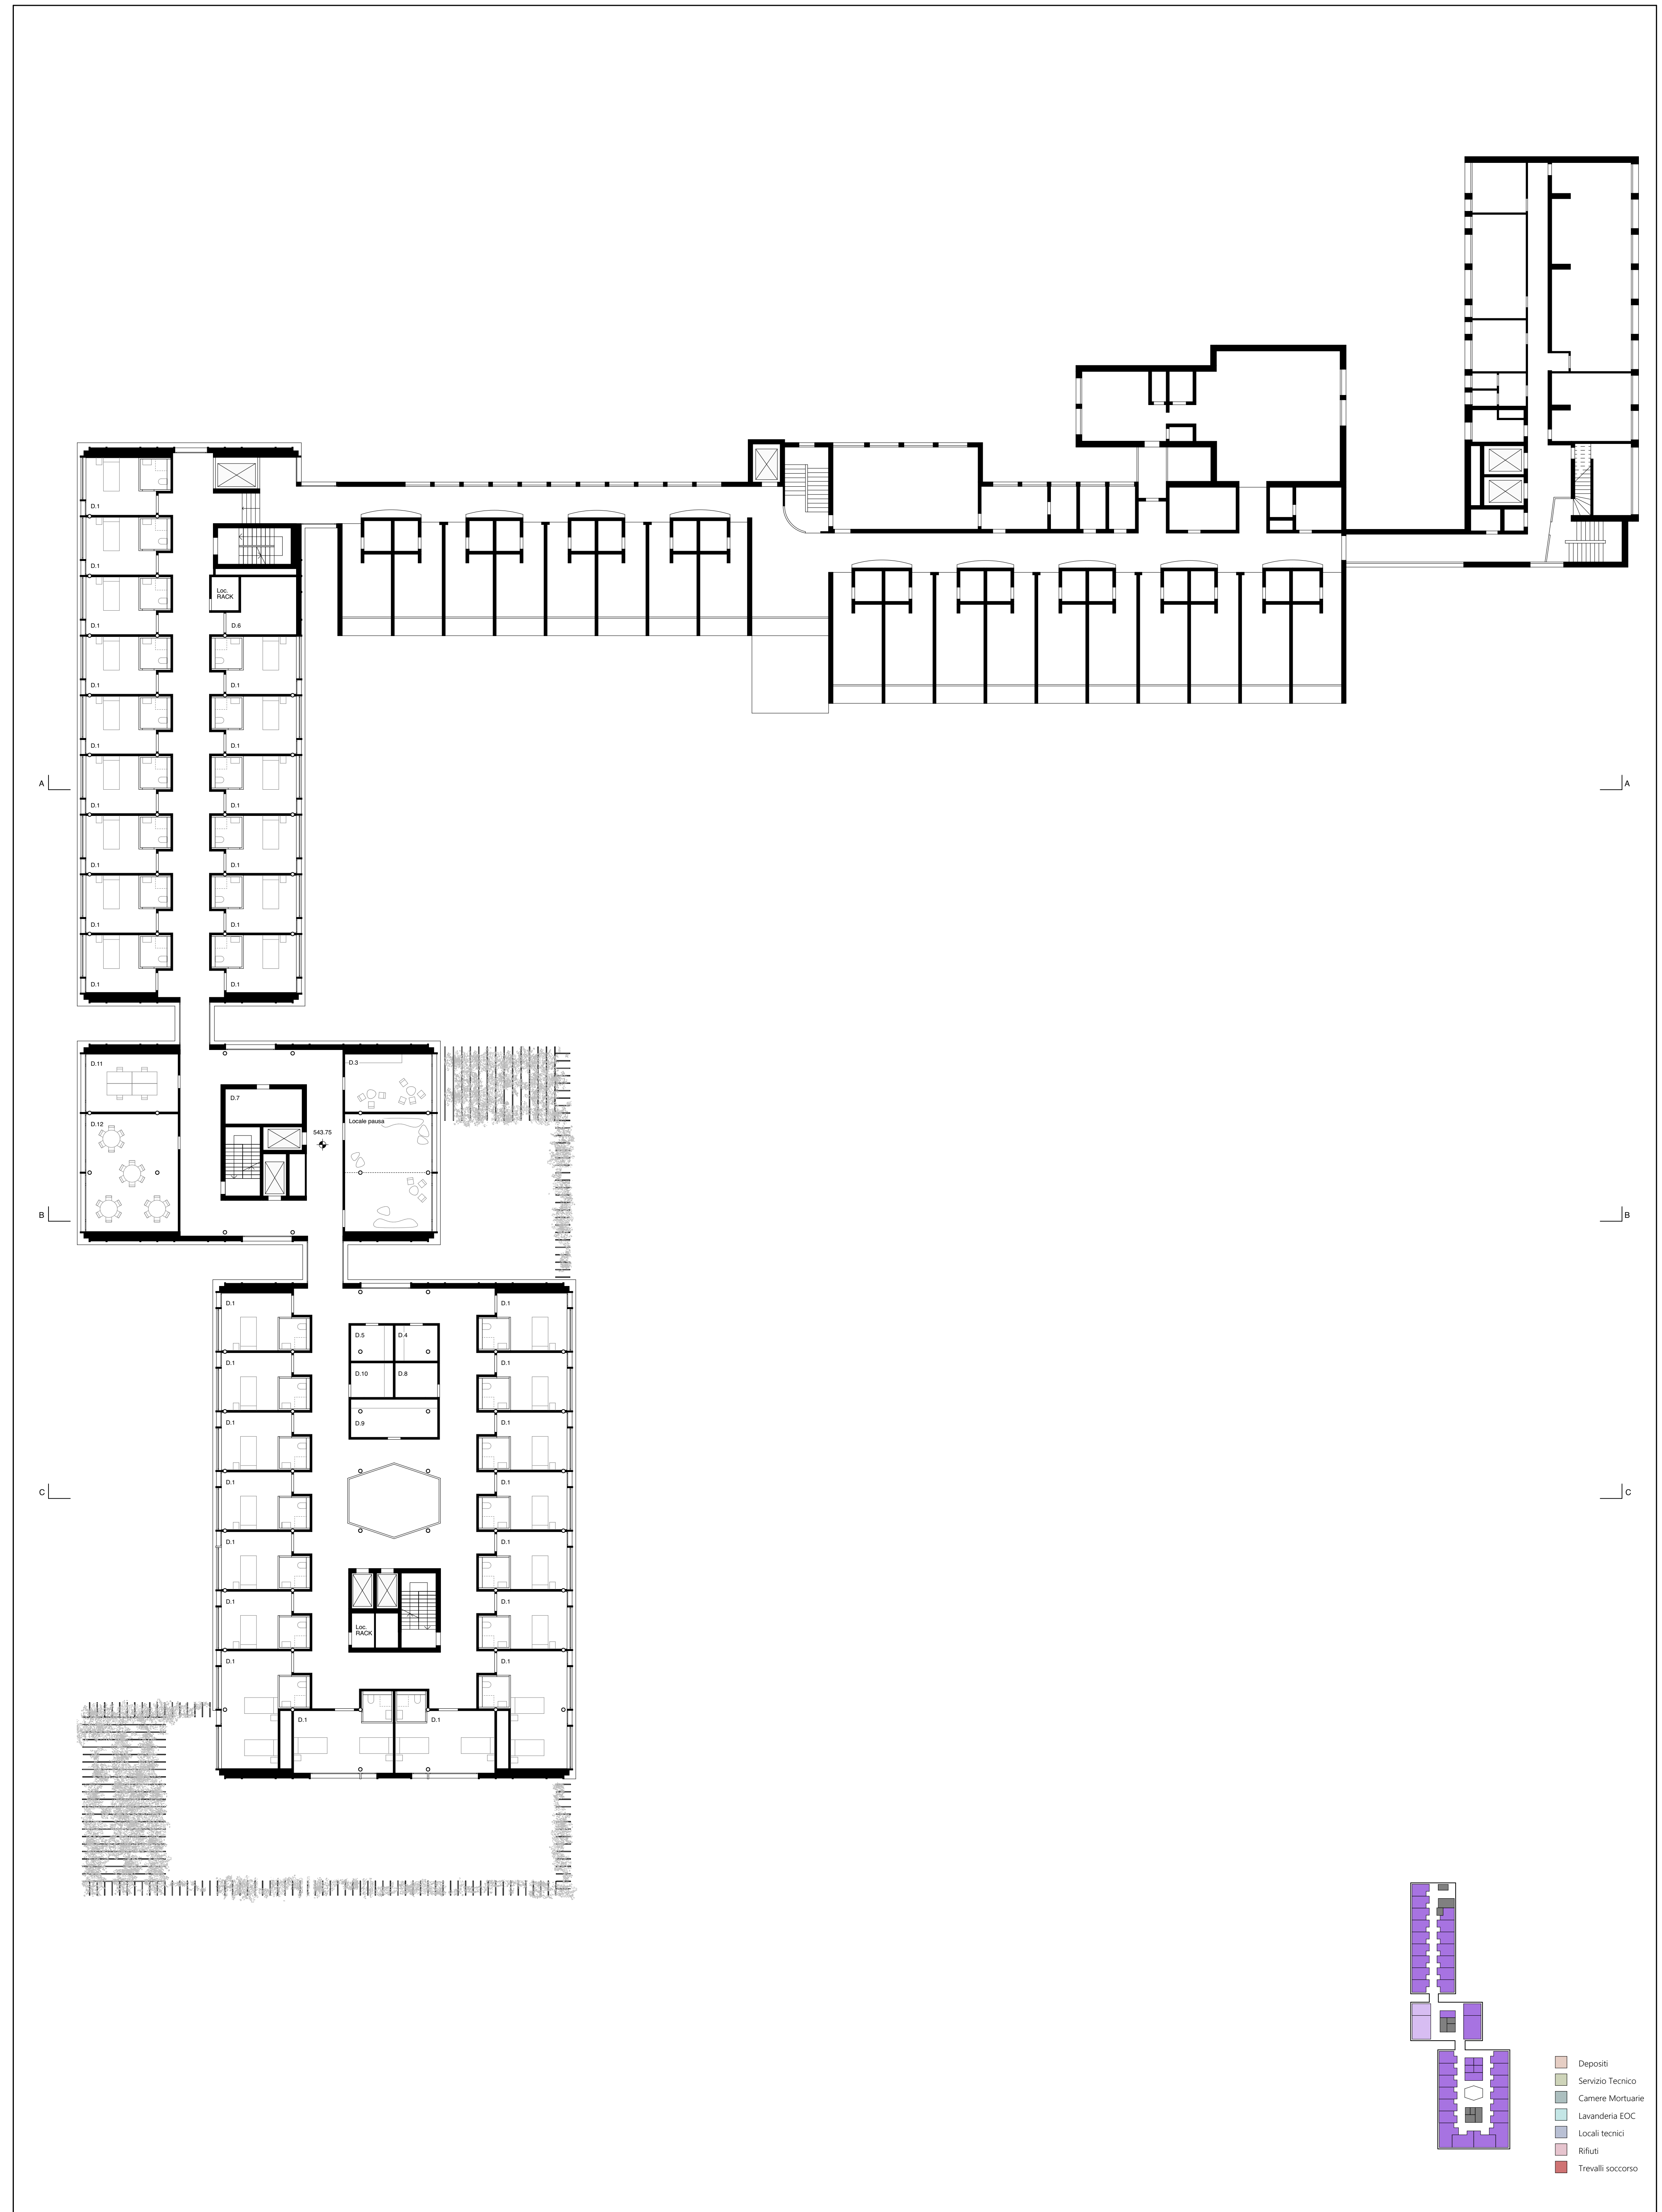 D.1
D.1
Loc.
RACK
D.1
D.6
D.1
D.1
D.1
D.1
A
A
D.1
D.1
D.1
D.1
D.1
D.1
D.1
D.1
D.11
D.3
D.7
D.12
Locale pausa
543.75
B
B
D.1
D.1
D.5
D.4
D.1
D.1
D.10
D.8
D.1
D.1
D.9
D.1
D.1
C
C
D.1
D.1
D.1
D.1
Loc.
RACK
D.1
D.1
D.1
D.1
Depositi
Servizio Tecnico
Camere Mortuarie
Lavanderia EOC
Locali tecnici
Rifiuti
Trevalli soccorso